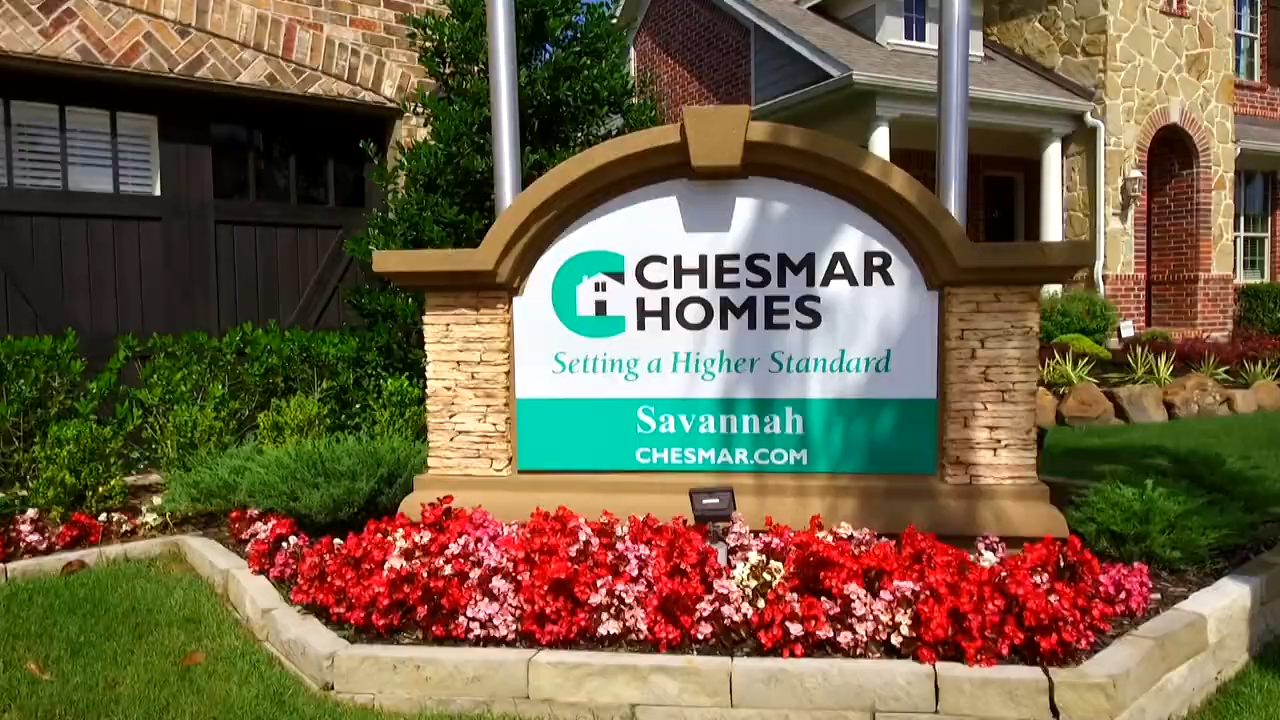 CHESMAR
HOMES
Setting a Higher Standard
Savannah
CHESMAR.COM